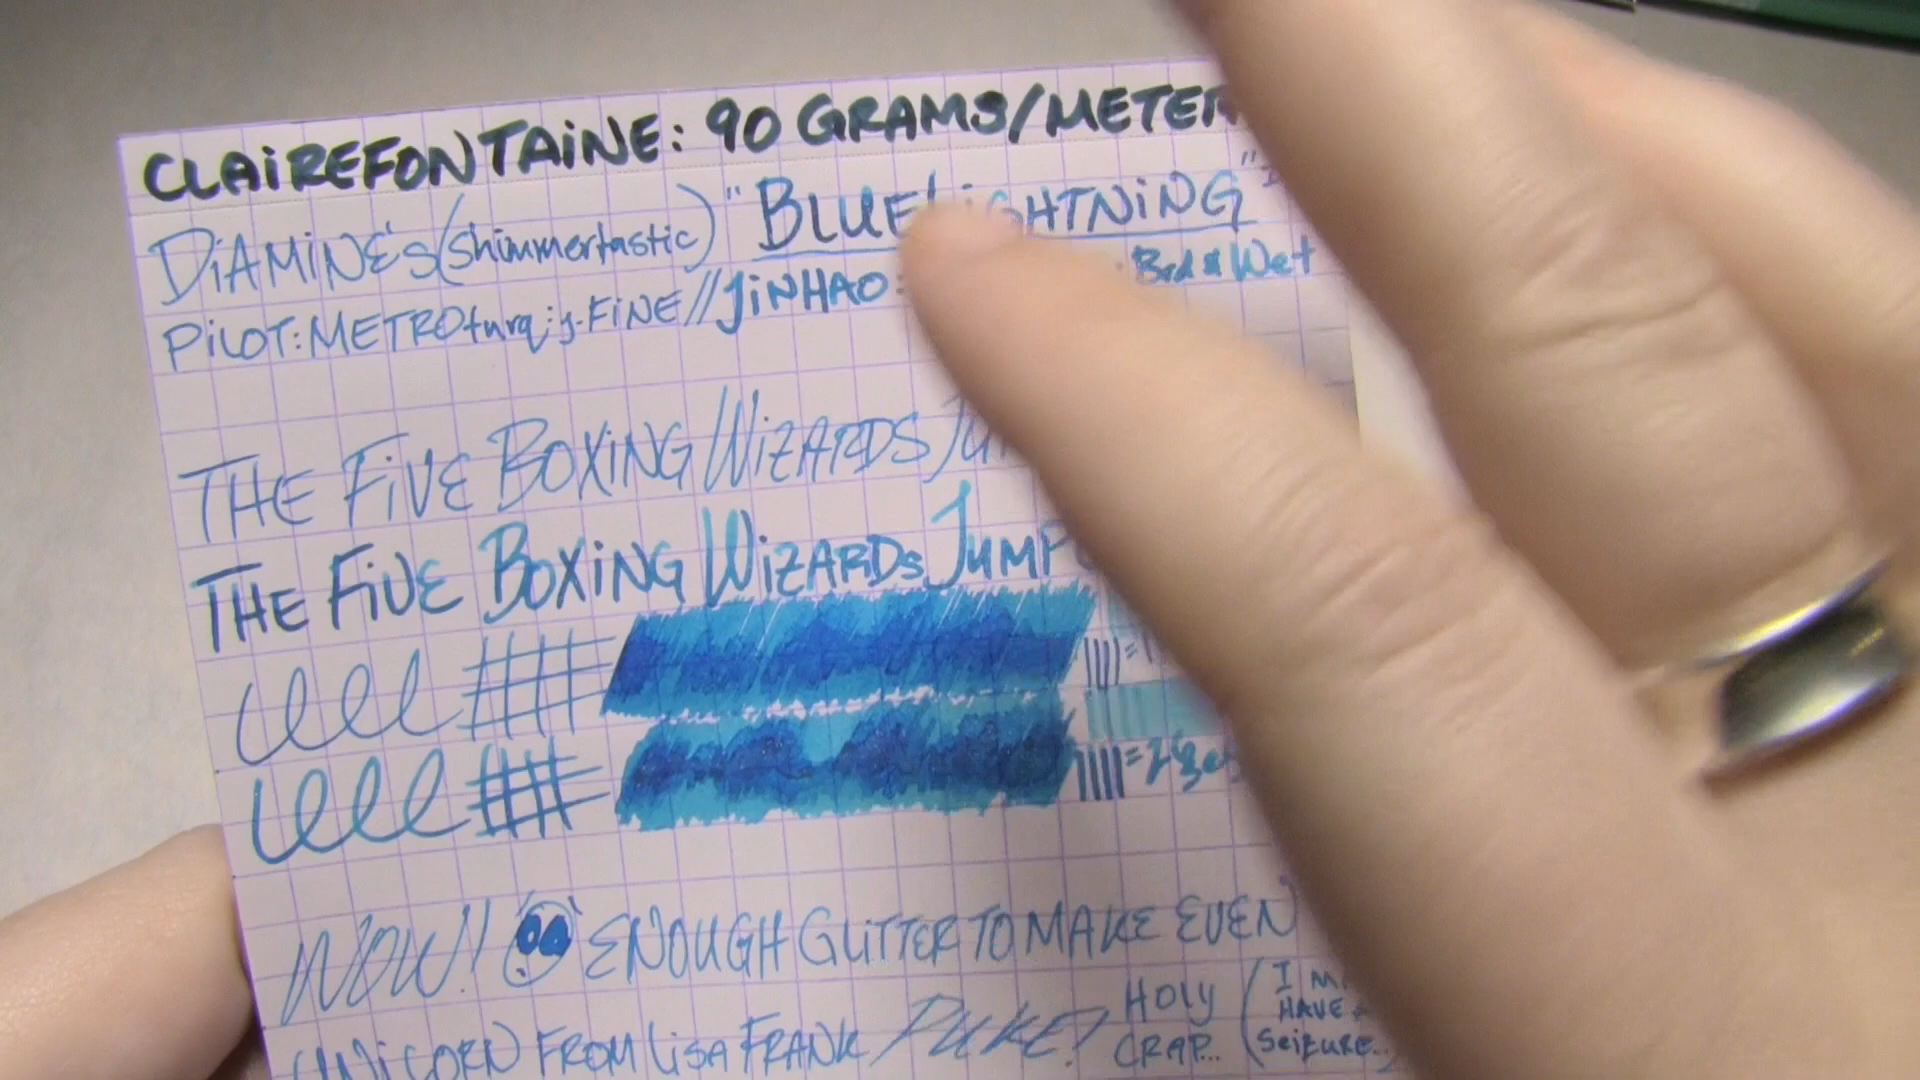 CLAiREFONTAiNE: 90 GRAMS/METER
DiAMiNE's (Shimmertastic) "BLUE LiGHTNiNG"
PiLOT: METRO turq; s. FiNE // JiNHAO: Brd & Wet
THE FiVE BOXiNG WiZARDS
THE FiVE BOXiNG WiZARDS JUMP
WOW! ENOUGH GLiTTER TO MAKE EVEN
UNiCORN FROM LiSA FRANK PUKE! HOLY CRAP... (I HAVE SEiZURE...